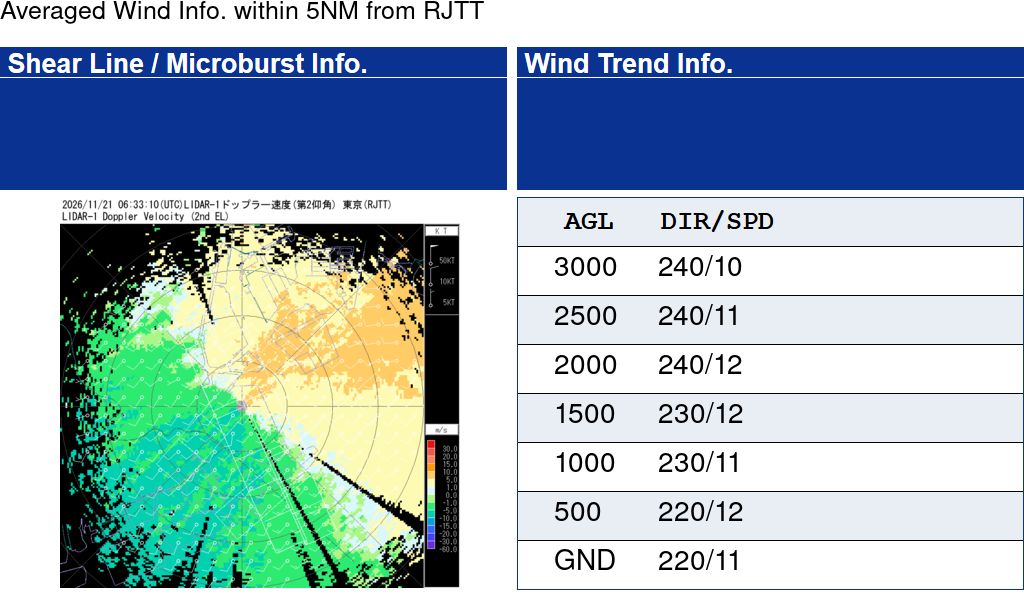 Averaged Wind Info. within 5NM from RJTT
Shear Line / Microburst Info.
Wind Trend Info.
2026/11/21 06:33:10(UTC)LIDAR-1ドップラー速度(第2仰角) 東京(RJTT)
LIDAR-1 Doppler Velocity (2nd EL)
K T
50KT
10KT
5KT
m/s
30.0
20.0
15.0
10.0
5.0
1.0
0.0
-1.0
-5.0
-10.0
-15.0
-20.0
-30.0
-60.0
AGL DIR/SPD
3000 240/10
2500 240/11
2000 240/12
1500 230/12
1000 230/11
500 220/12
GND 220/11